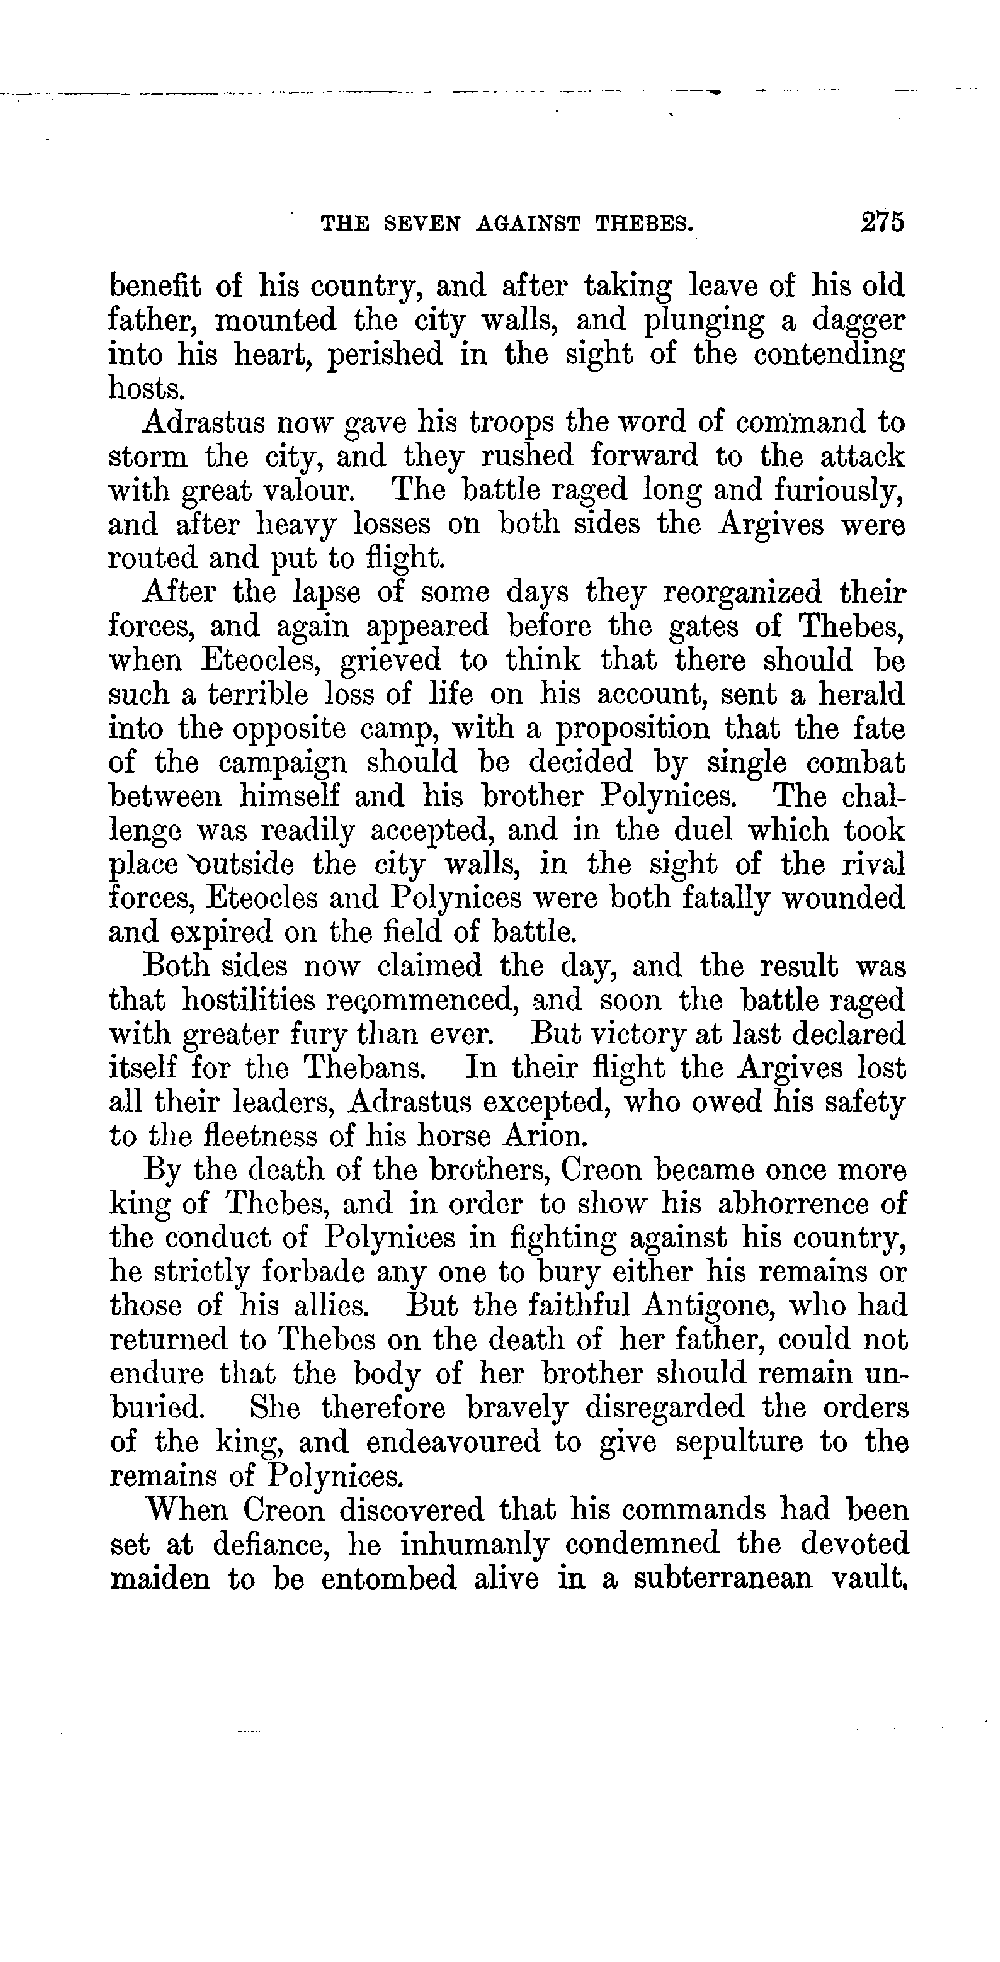 THE SEVEN AGAINST THEBES. 275
benefit of his country, and after taking leave of his old
father, mounted the city walls, and plunging a dagger
into his heart, perished in the sight of the contending
hosts.
Adrastus now gave his troops the word of command to
storm the city, and they rushed forward to the attack
with great valour. The battle raged long and furiously,
and after heavy losses on both sides the Argives were
routed and put to flight.
After the lapse of some days they reorganized their
forces, and again appeared before the gates of Thebes,
when Eteocles, grieved to think that there should be
such a terrible loss of life on his account, sent a herald
into the opposite camp, with a proposition that the fate
of the campaign should be decided by single combat
between himself and his brother Polynices. The chal-
lenge was readily accepted, and in the duel which took
place outside the city walls, in the sight of the rival
forces, Eteocles and Polynices were both fatally wounded
and expired on the field of battle.
Both sides now claimed the day, and the result was
that hostilities recommenced, and soon the battle raged
with greater fury than ever. But victory at last declared
itself for the Thebans. In their flight the Argives lost
all their leaders, Adrastus excepted, who owed his safety
to the fleetness of his horse Arion.
By the death of the brothers, Creon became once more
king of Thebes, and in order to show his abhorrence of
the conduct of Polynices in fighting against his country,
he strictly forbade any one to bury either his remains or
those of his allies. But the faithful Antigone, who had
returned to Thebes on the death of her father, could not
endure that the body of her brother should remain un-
buried. She therefore bravely disregarded the orders
of the king, and endeavoured to give sepulture to the
remains of Polynices.
When Creon discovered that his commands had been
set at defiance, he inhumanly condemned the devoted
maiden to be entombed alive in a subterranean vault.